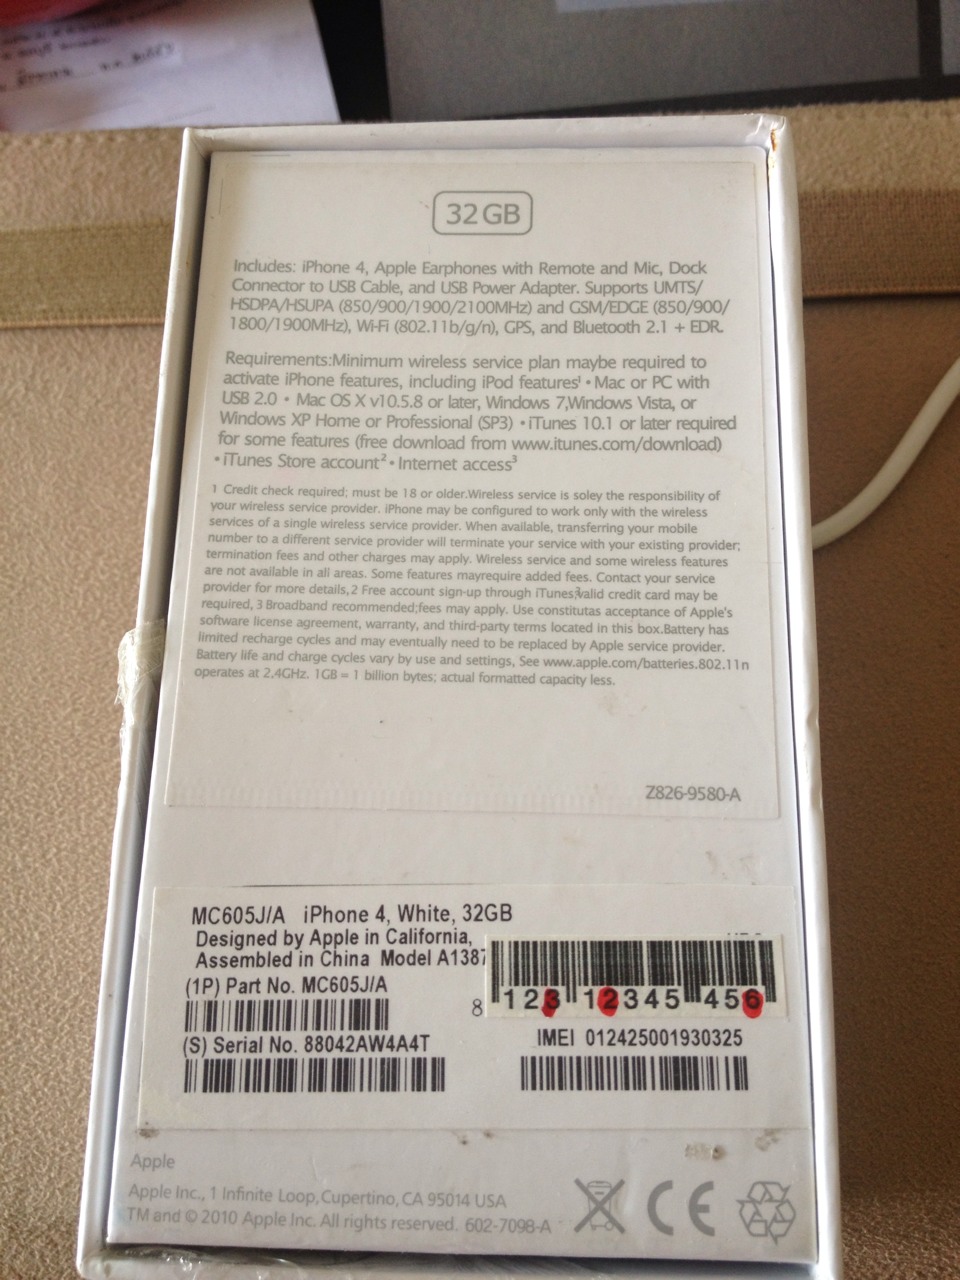 32GB
Includes: iPhone 4, Apple Earphones with Remote and Mic, Dock
Connector to USB Cable, and USB Power Adapter. Supports UMTS/
HSDPA/HSUPA (850/900/1900/2100MHz) and GSM/EDGE (850/900/
1800/1900MHz), Wi-Fi (802.11b/g/n), GPS, and Bluetooth 2.1 + EDR.
Requirements:Minimum wireless service plan maybe required to
activate iPhone features, including iPod features¹ • Mac or PC with
USB 2.0 • Mac OS X v10.5.8 or later, Windows 7,Windows Vista, or
Windows XP Home or Professional (SP3) • iTunes 10.1 or later required
for some features (free download from www.itunes.com/download)
• iTunes Store account² • Internet access³
1 Credit check required; must be 18 or older.Wireless service is soley the responsibility of
your wireless service provider. iPhone may be configured to work only with the wireless
services of a single wireless service provider. When available, transferring your mobile
number to a different service provider will terminate your service with your existing provider;
termination fees and other charges may apply. Wireless service and some wireless features
are not available in all areas. Some features mayrequire added fees. Contact your service
provider for more details,2 Free account sign-up through iTunes;valid credit card may be
required, 3 Broadband recommended;fees may apply. Use constitutas acceptance of Apple's
software license agreement, warranty, and third-party terms located in this box.Battery has
limited recharge cycles and may eventually need to be replaced by Apple service provider.
Battery life and charge cycles vary by use and settings, See www.apple.com/batteries.802.11n
operates at 2.4GHz. 1GB = 1 billion bytes; actual formatted capacity less.
Z826-9580-A
MC605J/A iPhone 4, White, 32GB
Designed by Apple in California,
Assembled in China Model A1387
(1P) Part No. MC605J/A
8 123 12345 456
(S) Serial No. 88042AW4A4T
IMEI 012425001930325
Apple
Apple Inc., 1 Infinite Loop,Cupertino, CA 95014 USA
TM and © 2010 Apple Inc. All rights reserved. 602-7098-A
CE